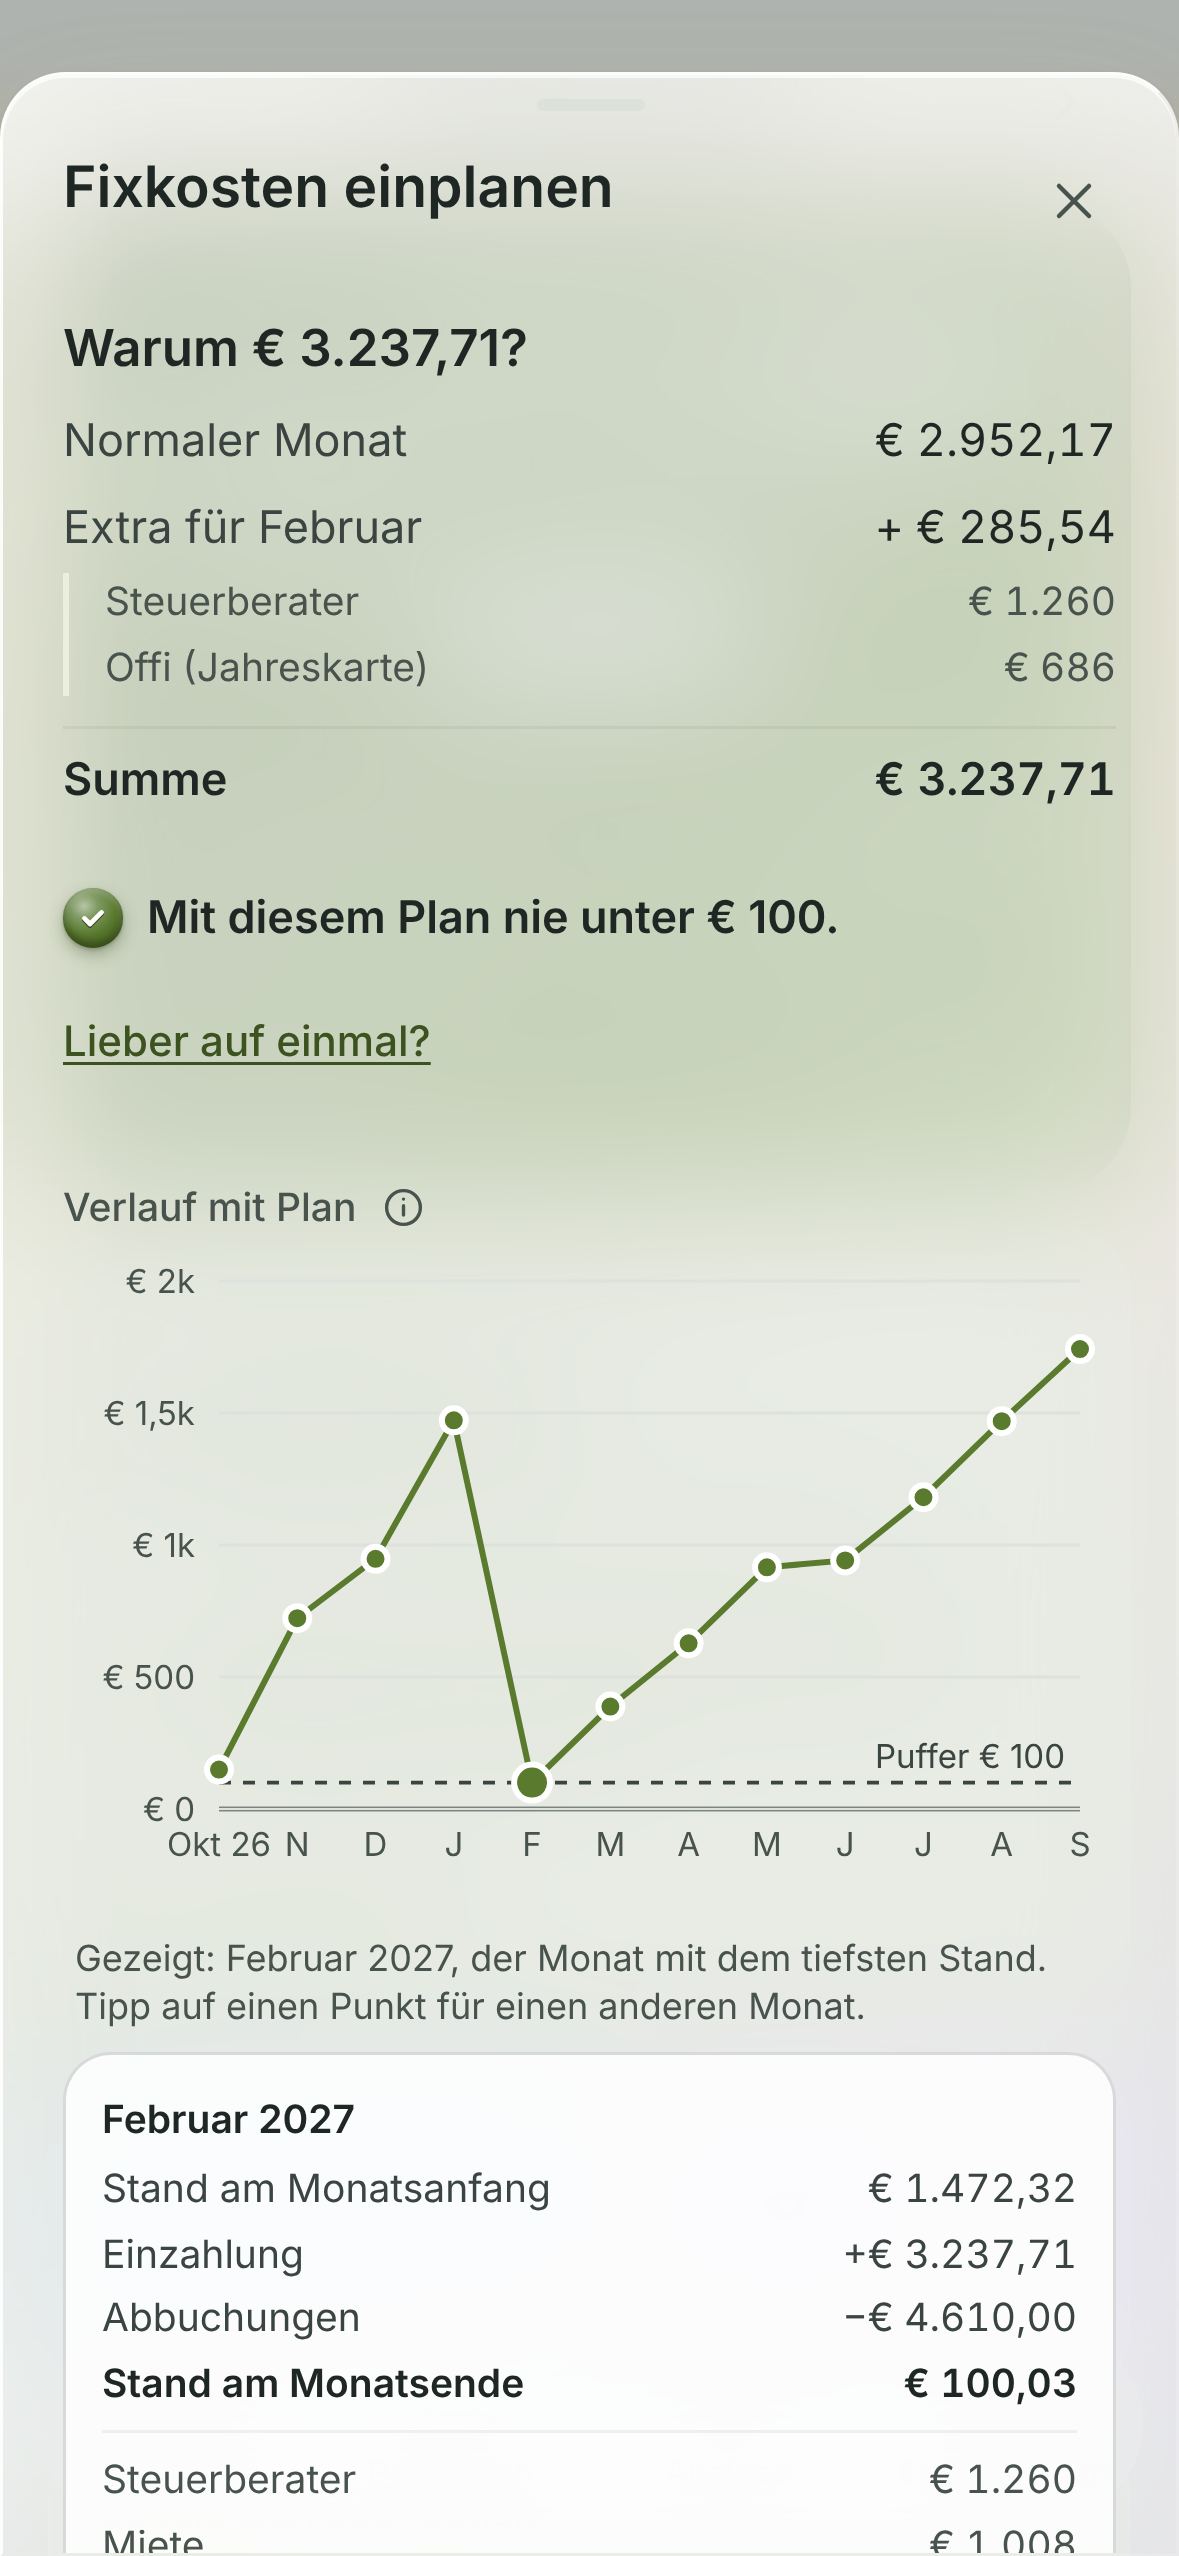 Fixkosten einplanen
Warum € 3.237,71?
Normaler Monat € 2.952,17
Extra für Februar + € 285,54
Steuerberater € 1.260
Offi (Jahreskarte) € 686
Summe € 3.237,71
Mit diesem Plan nie unter € 100.
Lieber auf einmal?
Verlauf mit Plan
€ 2k
€ 1,5k
€ 1k
€ 500
Puffer € 100
€ 0
Okt 26 N D J F M A M J J A S
Gezeigt: Februar 2027, der Monat mit dem tiefsten Stand.
Tipp auf einen Punkt für einen anderen Monat.
Februar 2027
Stand am Monatsanfang € 1.472,32
Einzahlung +€ 3.237,71
Abbuchungen −€ 4.610,00
Stand am Monatsende € 100,03
Steuerberater € 1.260
Miete € 1.008